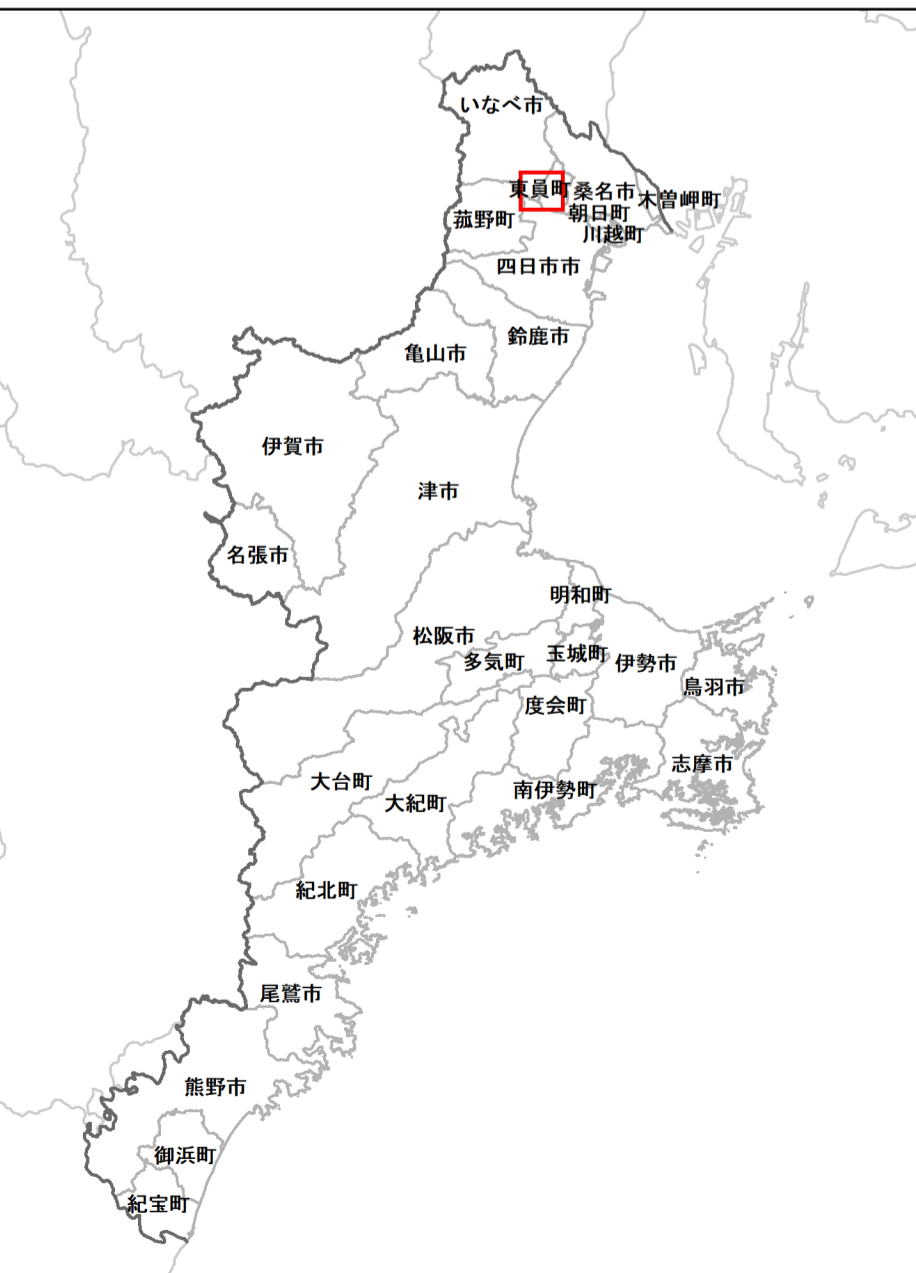 いなべ市
東員町
桑名市
木曽岬町
朝日町
菰野町
川越町
四日市市
鈴鹿市
亀山市
伊賀市
津市
名張市
明和町
松阪市
玉城町
多気町
伊勢市
鳥羽市
度会町
志摩市
大台町
南伊勢町
大紀町
紀北町
尾鷲市
熊野市
御浜町
紀宝町